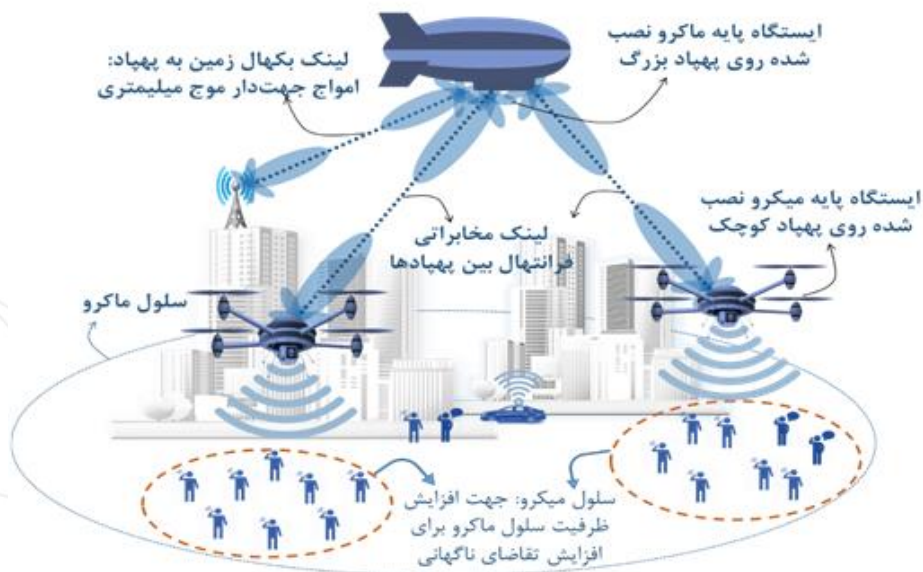 ایستگاه پایه ماکرو نصب
شده روی پهپاد بزرگ
لینک بکهال زمین به پهپاد:
امواج جهت‌دار موج میلیمتری
ایستگاه پایه میکرو نصب
شده روی پهپاد کوچک
لینک مخابراتی
فرانتهال بین پهپادها
سلول ماکرو
سلول میکرو: جهت افزایش
ظرفیت سلول ماکرو برای
افزایش تقاضای ناگهانی